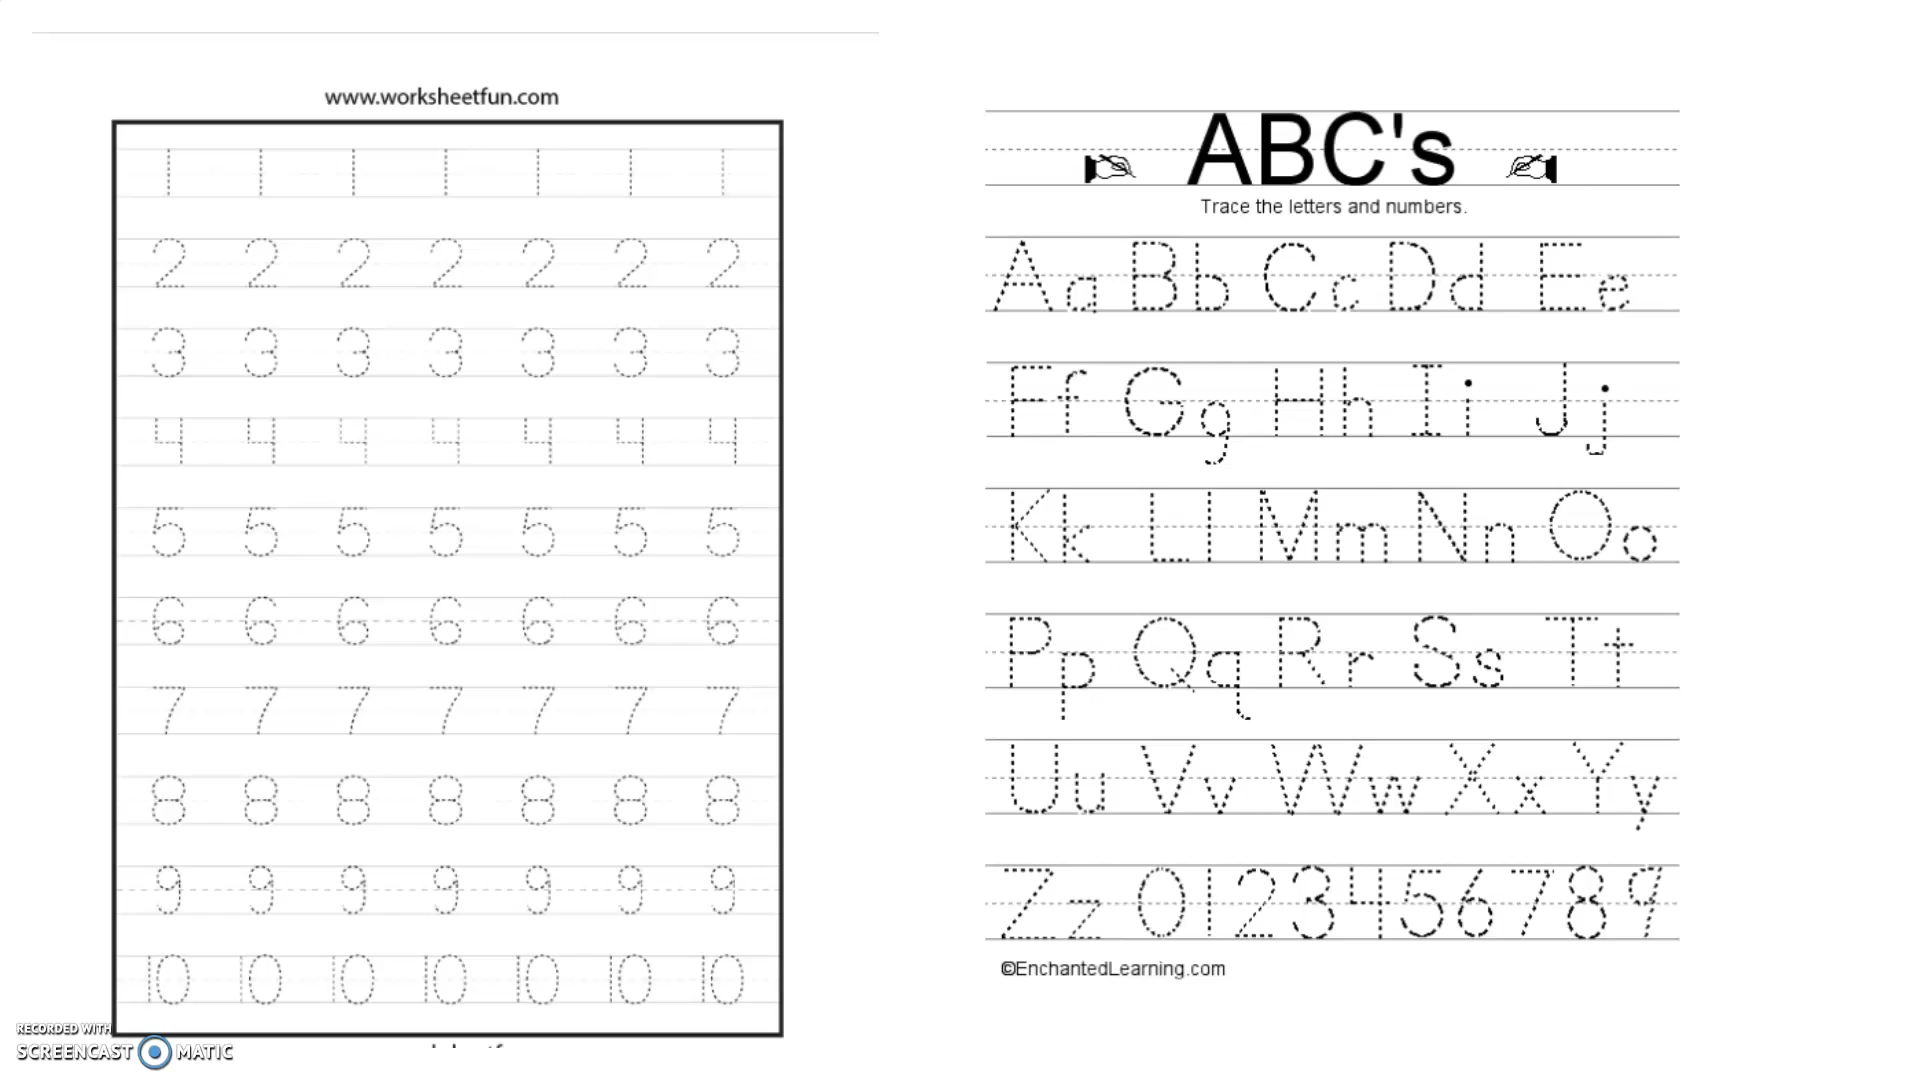 www.worksheetfun.com
1 1 1 1 1 1 1
2 2 2 2 2 2 2
3 3 3 3 3 3 3
4 4 4 4 4 4 4
5 5 5 5 5 5 5
6 6 6 6 6 6 6
7 7 7 7 7 7 7
8 8 8 8 8 8 8
9 9 9 9 9 9 9
10 10 10 10 10 10 10
RECORDED WITH
SCREENCAST MATIC
ABC's
Trace the letters and numbers.
Aa Bb Cc Dd Ee
Ff Gg Hh Ii Jj
Kk Ll Mm Nn Oo
Pp Qq Rr Ss Tt
Uu Vv Ww Xx Yy
Zz 0123456789
©EnchantedLearning.com